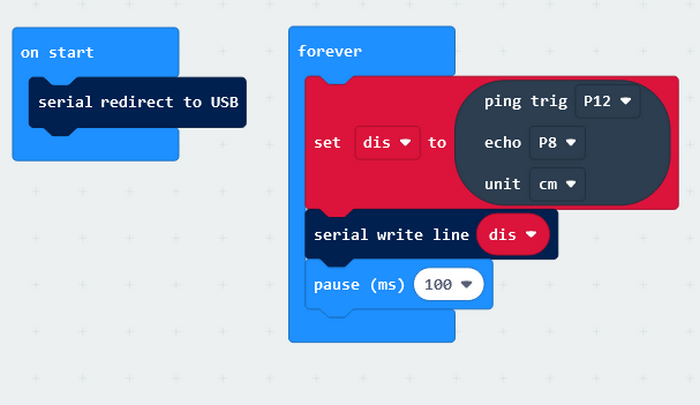 on start
serial redirect to USB
forever
set dis to
ping trig P12
echo P8
unit cm
serial write line dis
pause (ms) 100